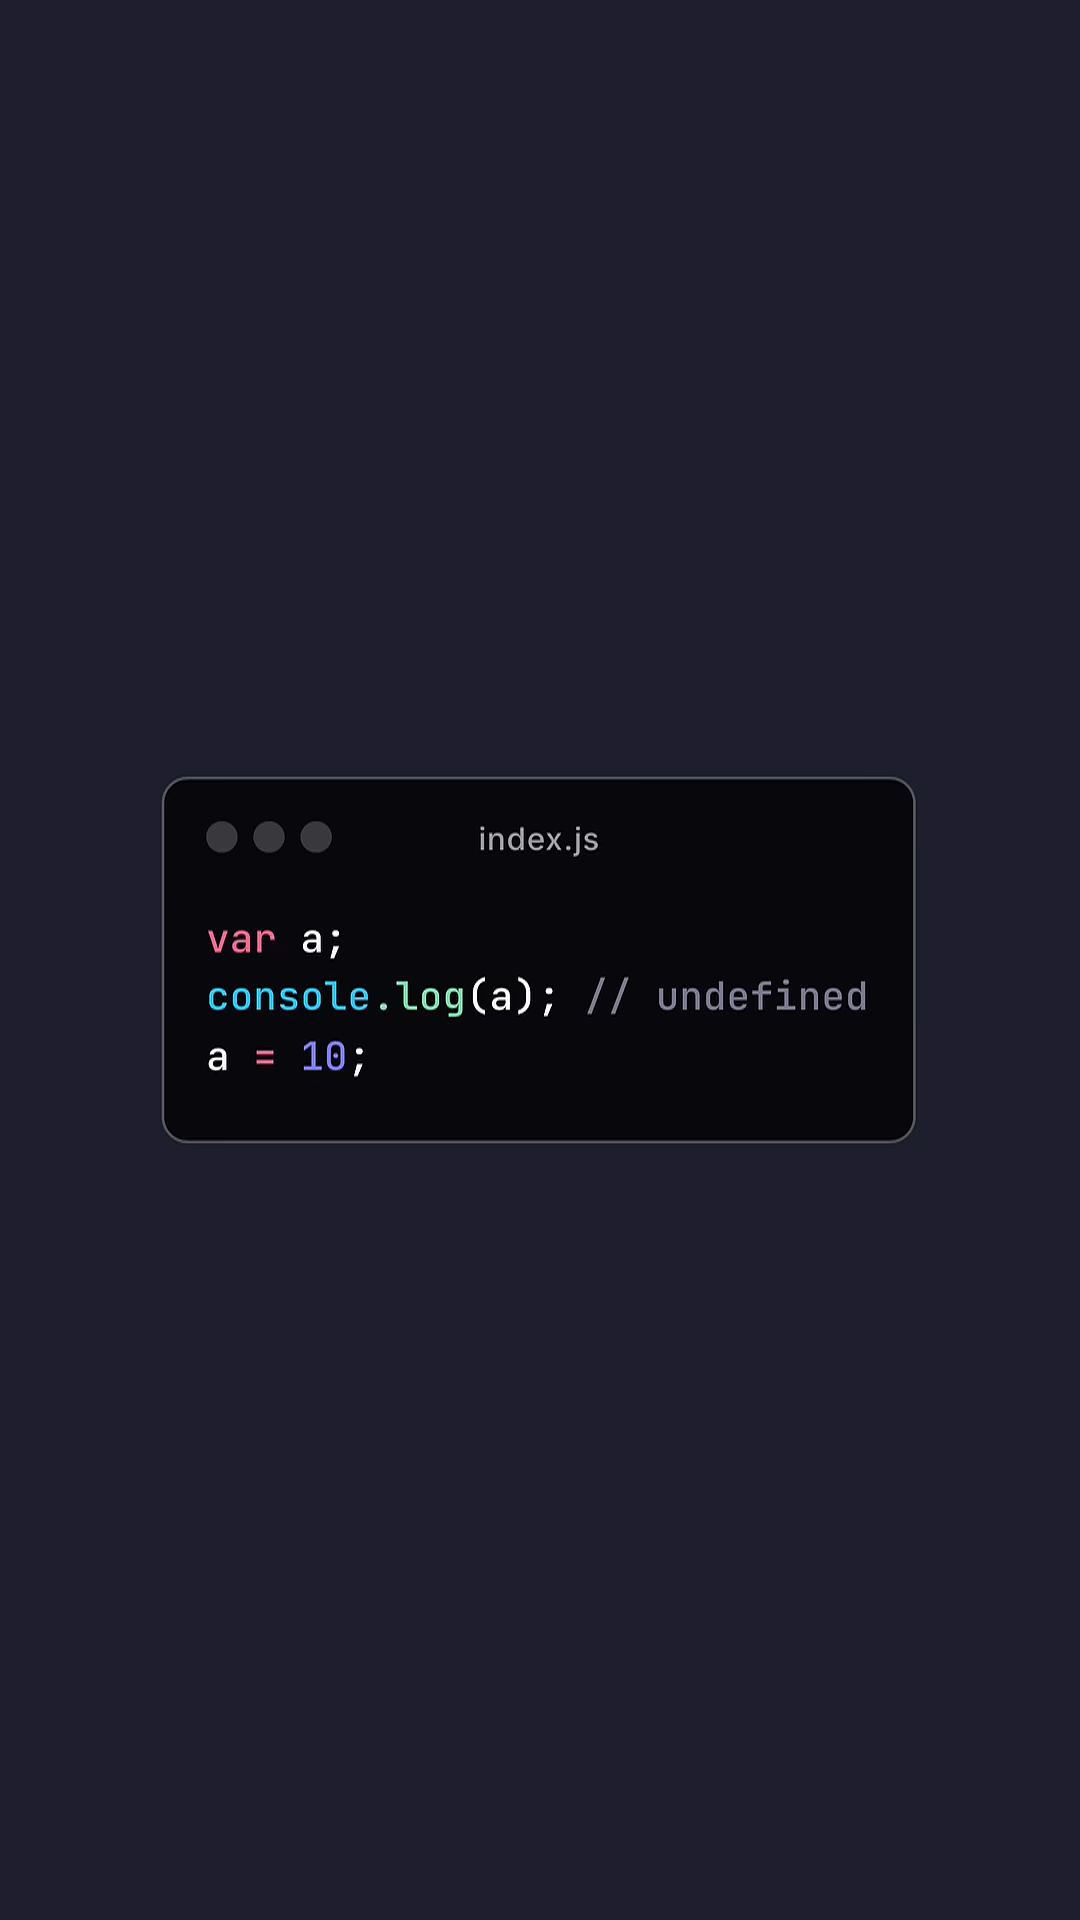 index.js
var a;
console.log(a); // undefined
a = 10;